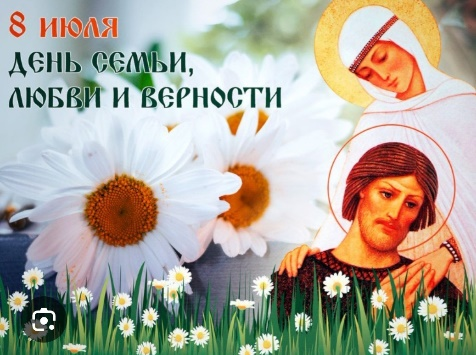 8 июля
день семьи,
любви и верности